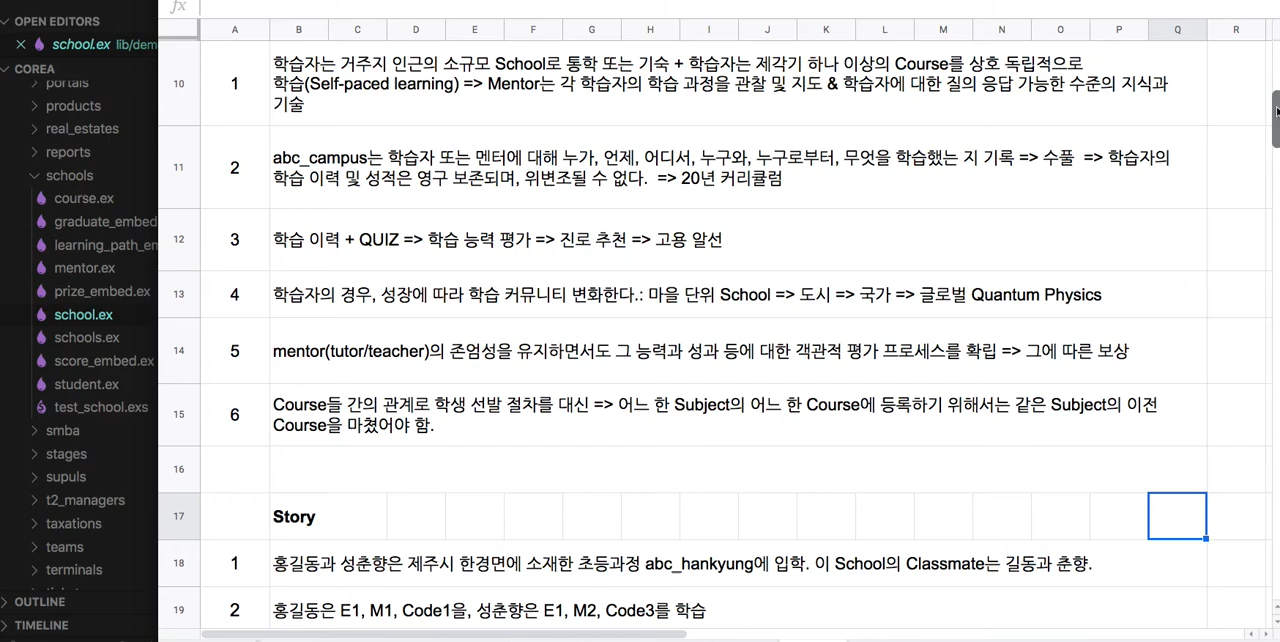 OPEN EDITORS
school.ex lib/dem
COREA
portals
products
real_estates
reports
schools
course.ex
graduate_embed
learning_path_em
mentor.ex
prize_embed.ex
school.ex
schools.ex
score_embed.ex
student.ex
test_school.exs
smba
stages
supuls
t2_managers
taxations
teams
terminals
OUTLINE
TIMELINE
fx
A B C D E F G H I J K L M N O P Q R
10 1 학습자는 거주지 인근의 소규모 School로 통학 또는 기숙 + 학습자는 제각기 하나 이상의 Course를 상호 독립적으로
학습(Self-paced learning) => Mentor는 각 학습자의 학습 과정을 관찰 및 지도 & 학습자에 대한 질의 응답 가능한 수준의 지식과
기술
11 2 abc_campus는 학습자 또는 멘터에 대해 누가, 언제, 어디서, 누구와, 누구로부터, 무엇을 학습했는 지 기록 => 수풀 => 학습자의
학습 이력 및 성적은 영구 보존되며, 위변조될 수 없다. => 20년 커리큘럼
12 3 학습 이력 + QUIZ => 학습 능력 평가 => 진로 추천 => 고용 알선
13 4 학습자의 경우, 성장에 따라 학습 커뮤니티 변화한다.: 마을 단위 School => 도시 => 국가 => 글로벌 Quantum Physics
14 5 mentor(tutor/teacher)의 존엄성을 유지하면서도 그 능력과 성과 등에 대한 객관적 평가 프로세스를 확립 => 그에 따른 보상
15 6 Course들 간의 관계로 학생 선발 절차를 대신 => 어느 한 Subject의 어느 한 Course에 등록하기 위해서는 같은 Subject의 이전
Course을 마쳤어야 함.
16
17 Story
18 1 홍길동과 성춘향은 제주시 한경면에 소재한 초등과정 abc_hankyung에 입학. 이 School의 Classmate는 길동과 춘향.
19 2 홍길동은 E1, M1, Code1을, 성춘향은 E1, M2, Code3를 학습